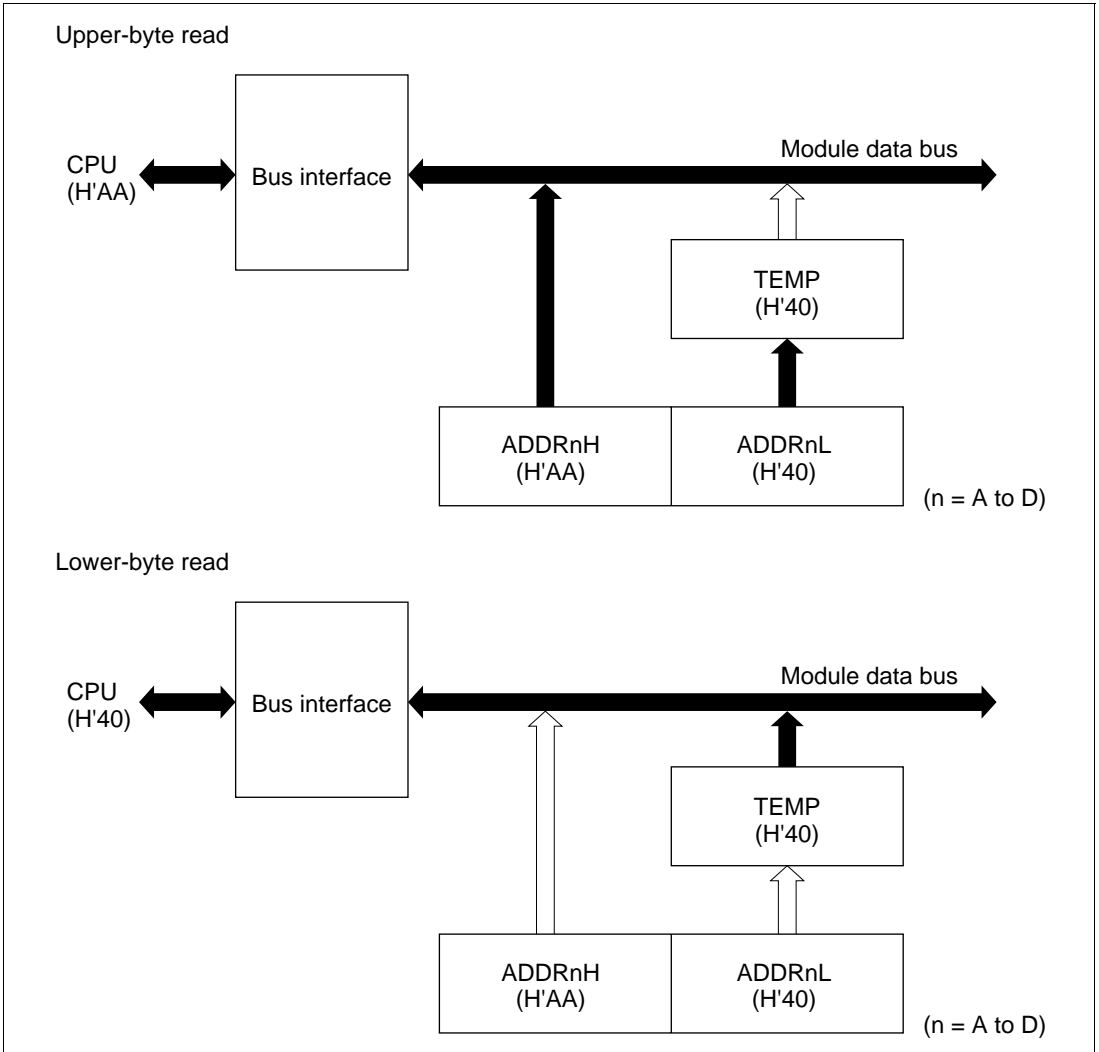 Upper-byte read
Module data bus
CPU
(H'AA)
Bus interface
TEMP
(H'40)
ADDRnH
(H'AA)
ADDRnL
(H'40)
(n = A to D)
Lower-byte read
Module data bus
CPU
(H'40)
Bus interface
TEMP
(H'40)
ADDRnH
(H'AA)
ADDRnL
(H'40)
(n = A to D)